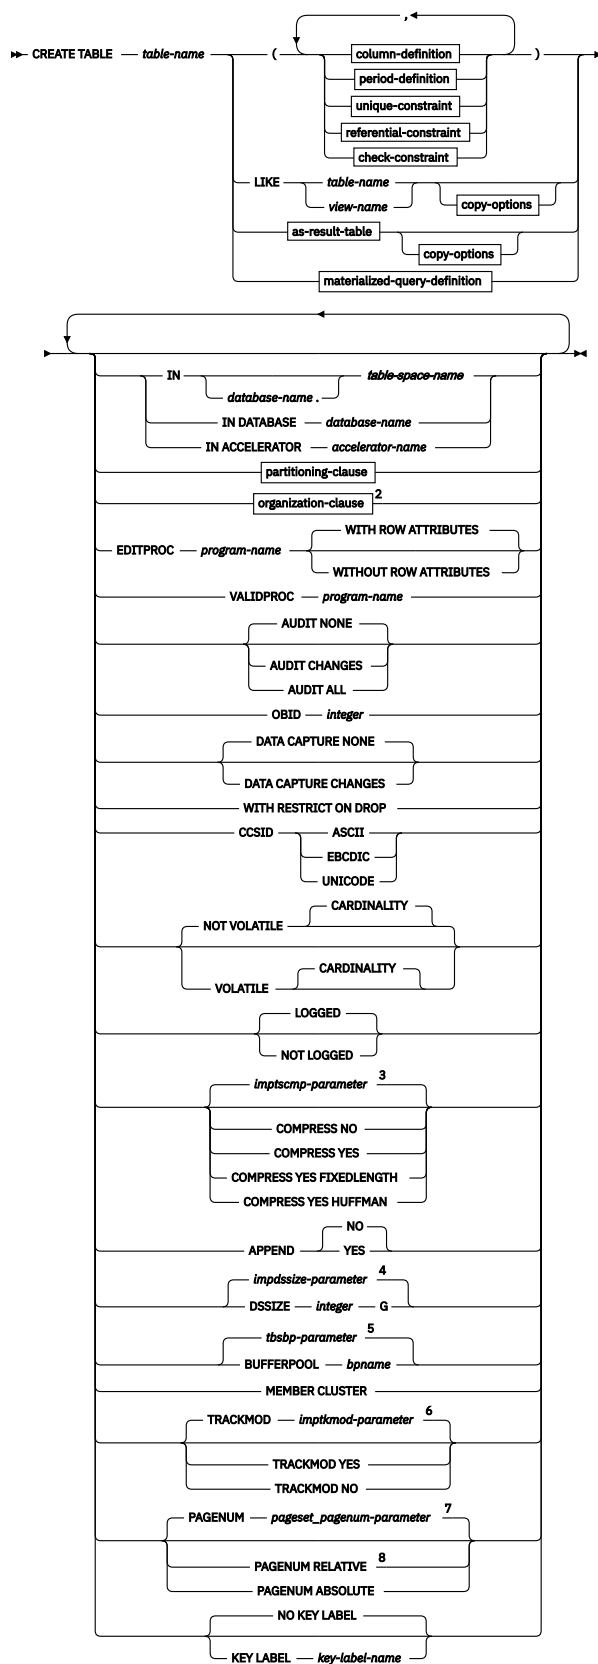 ,
CREATE TABLE table-name ( column-definition )
period-definition
unique-constraint
referential-constraint
check-constraint
LIKE table-name
view-name copy-options
as-result-table
copy-options
materialized-query-definition
IN table-space-name
database-name .
IN DATABASE database-name
IN ACCELERATOR accelerator-name
partitioning-clause
organization-clause 2
EDITPROC program-name WITH ROW ATTRIBUTES
WITHOUT ROW ATTRIBUTES
VALIDPROC program-name
AUDIT NONE
AUDIT CHANGES
AUDIT ALL
OBID integer
DATA CAPTURE NONE
DATA CAPTURE CHANGES
WITH RESTRICT ON DROP
CCSID ASCII
EBCDIC
UNICODE
CARDINALITY
NOT VOLATILE
CARDINALITY
VOLATILE
LOGGED
NOT LOGGED
imptscmp-parameter 3
COMPRESS NO
COMPRESS YES
COMPRESS YES FIXEDLENGTH
COMPRESS YES HUFFMAN
NO
APPEND YES
impdssize-parameter 4
DSSIZE integer G
tbsbp-parameter 5
BUFFERPOOL bpname
MEMBER CLUSTER
TRACKMOD imptkmod-parameter 6
TRACKMOD YES
TRACKMOD NO
PAGENUM pageset_pagenum-parameter 7
PAGENUM RELATIVE 8
PAGENUM ABSOLUTE
NO KEY LABEL
KEY LABEL key-label-name